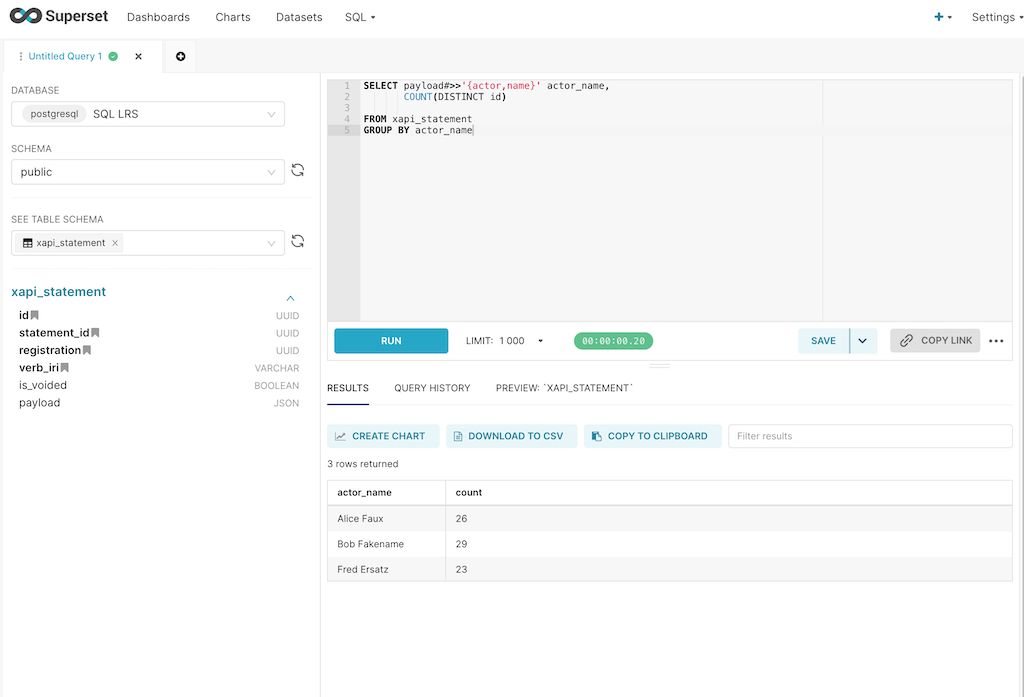 Superset Dashboards Charts Datasets SQL Settings
Untitled Query 1
DATABASE
postgresql SQL LRS
SCHEMA
public
SEE TABLE SCHEMA
xapi_statement
xapi_statement
id UUID
statement_id UUID
registration UUID
verb_iri VARCHAR
is_voided BOOLEAN
payload JSON
1 SELECT payload#>>'{actor,name}' actor_name,
2 COUNT(DISTINCT id)
3
4 FROM xapi_statement
5 GROUP BY actor_name
RUN LIMIT: 1 000 00:00:00.20 SAVE COPY LINK
RESULTS QUERY HISTORY PREVIEW: `XAPI_STATEMENT`
CREATE CHART DOWNLOAD TO CSV COPY TO CLIPBOARD Filter results
3 rows returned
actor_name count
Alice Faux 26
Bob Fakename 29
Fred Ersatz 23